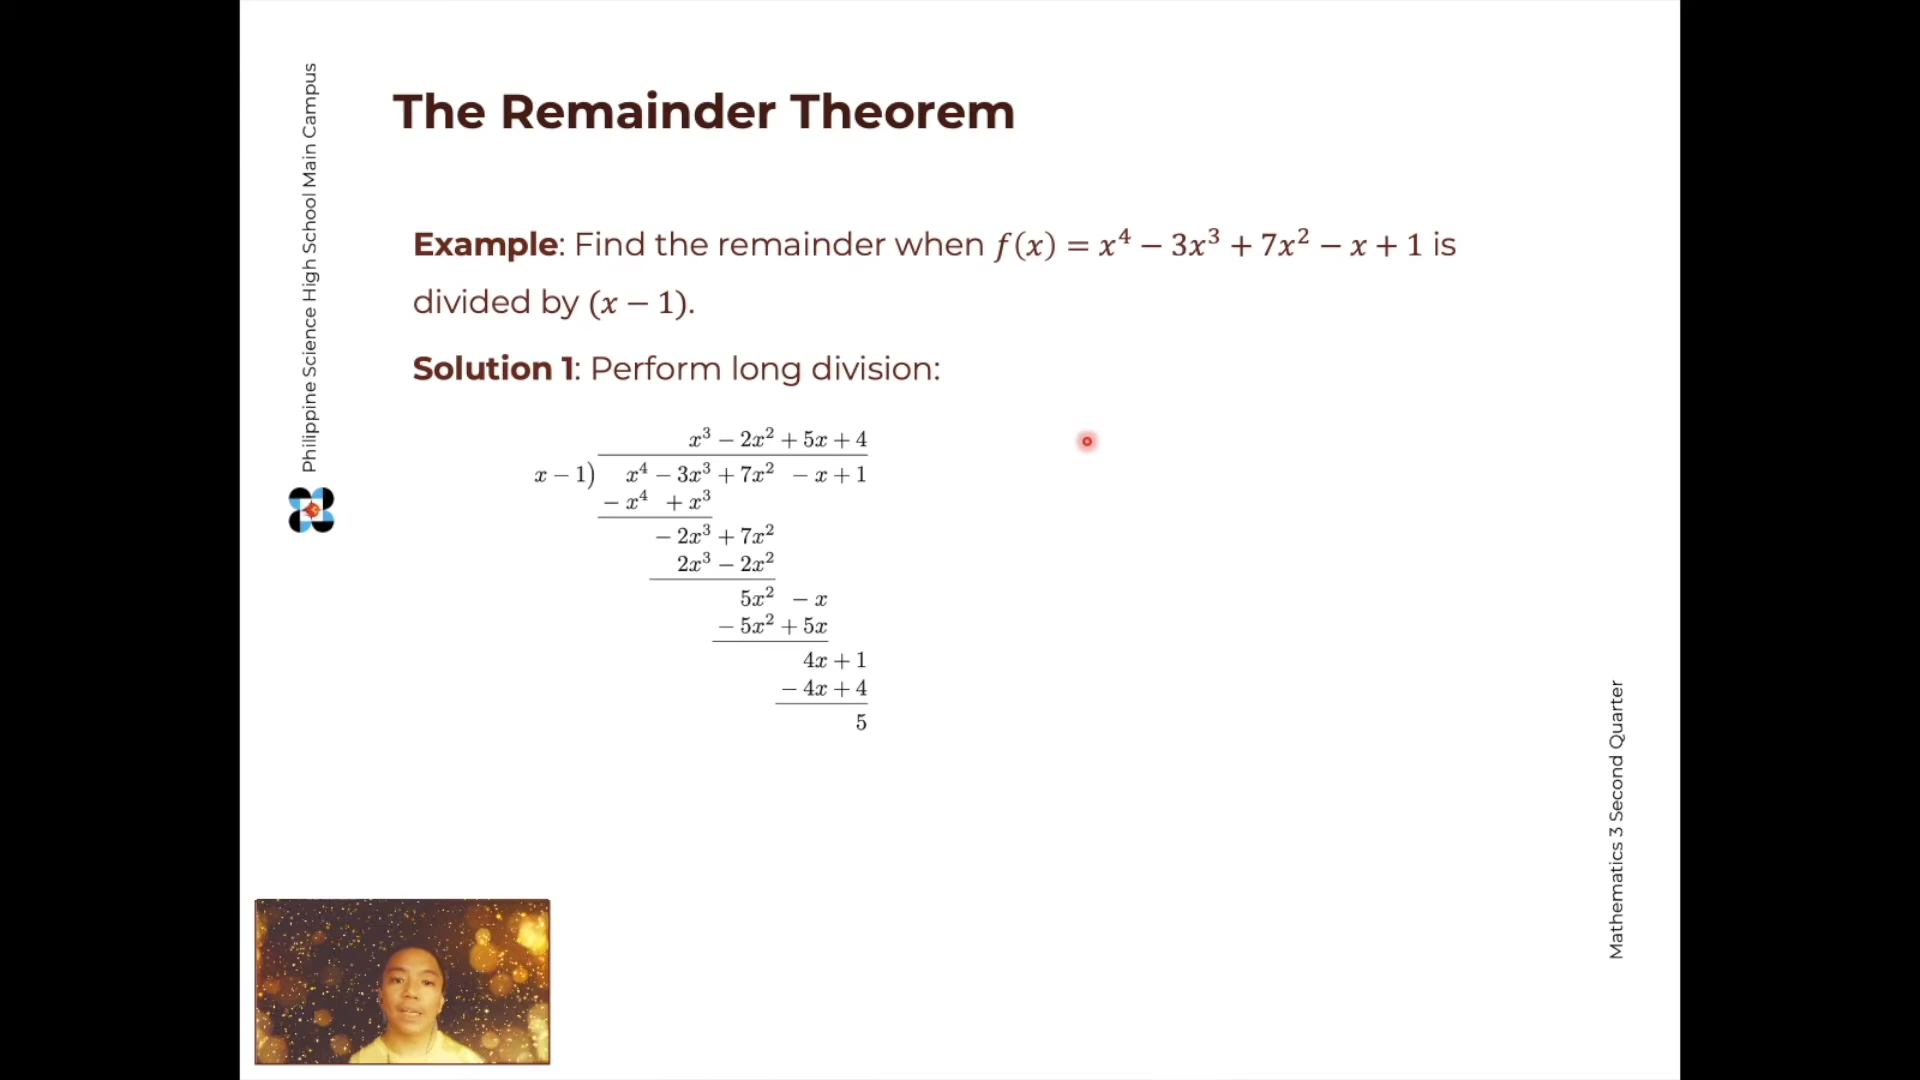 Philippine Science High School Main Campus
The Remainder Theorem
Example: Find the remainder when f(x) = x⁴ − 3x³ + 7x² − x + 1 is
divided by (x − 1).
Solution 1: Perform long division:
x³ − 2x² + 5x + 4
x − 1) x⁴ − 3x³ + 7x² − x + 1
− x⁴ + x³
− 2x³ + 7x²
2x³ − 2x²
5x² − x
− 5x² + 5x
4x + 1
− 4x + 4
5
Mathematics 3 Second Quarter